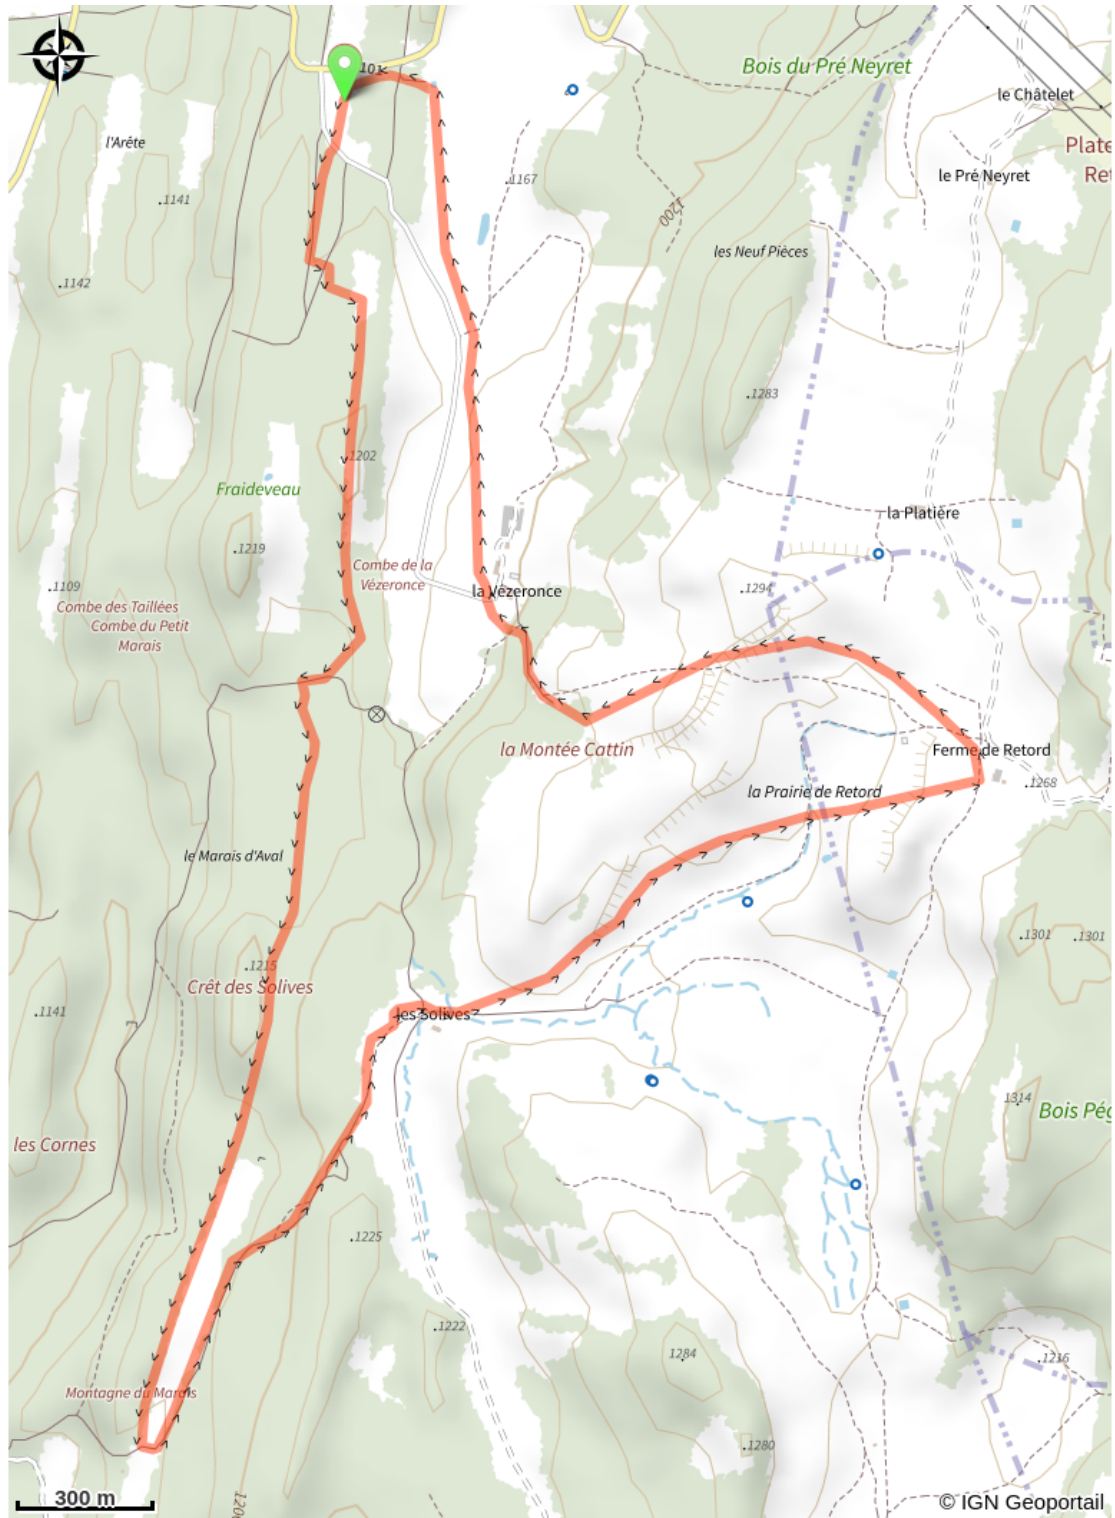 10
Bois du Pré Neyret
le Châtelet
l'Arête
Plate
Ret
.1167
le Pré Neyret
.1141
1200
les Neuf Pièces
.1142
.1283
.1202
Fraideveau
la Platière
.1219
Combe de la
Vézeronce
.1109
la Vézeronce
.1294
Combe des Taillées
Combe du Petit
Marais
la Montée Cattin
Ferme de Retord
.1268
la Prairie de Retord
le Marais d'Aval
.1301
.1301
.1215
Crêt des Solives
.1141
les Solives
1314
Bois Pég
les Cornes
.1225
.1222
1284
.1216
Montagne du Marais
.1280
300 m
120
© IGN Geoportail